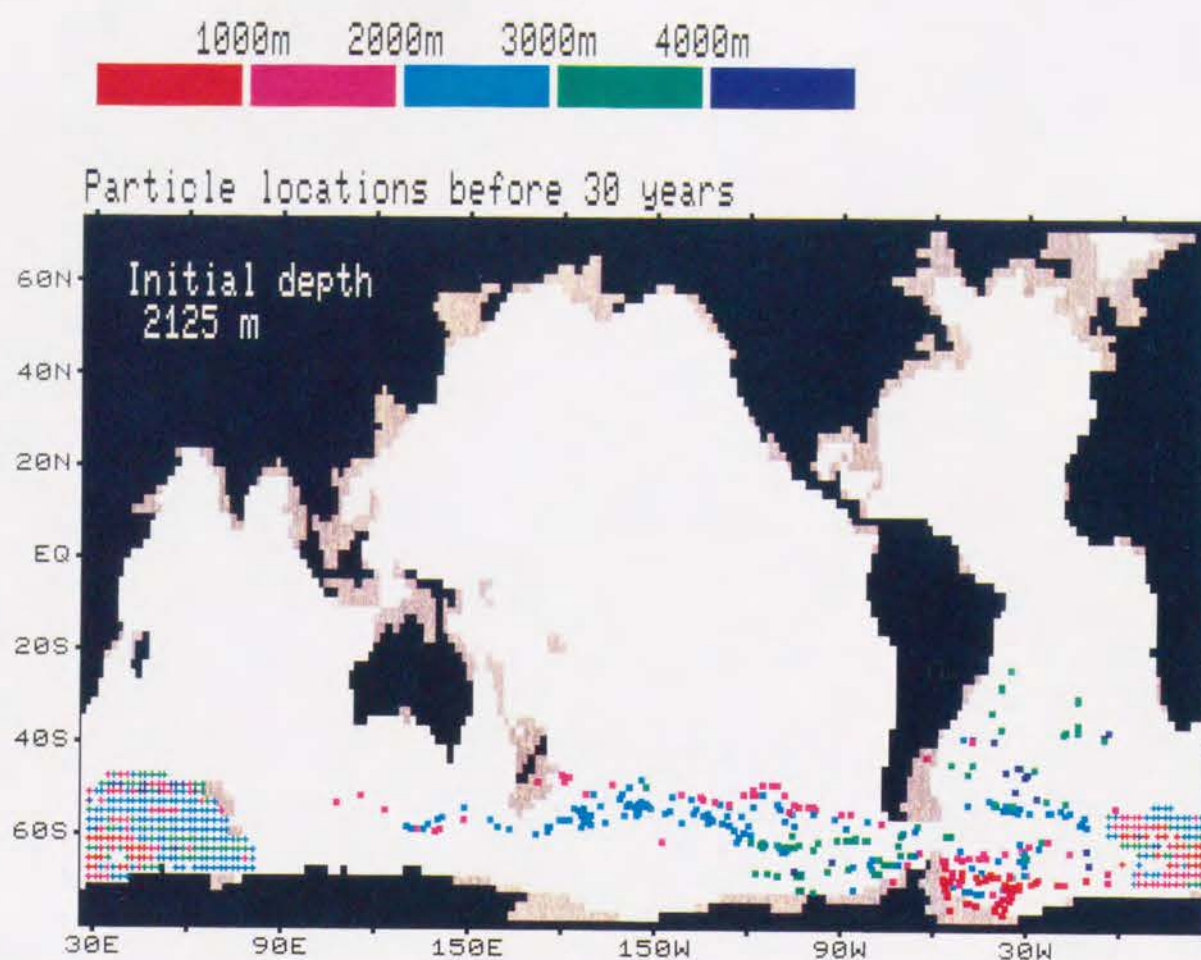 1000m 2000m 3000m 4000m
Particle locations before 30 years
Initial depth
2125 m
60N
40N
20N
EQ
20S
40S
60S
30E 90E 150E 150W 90W 30W